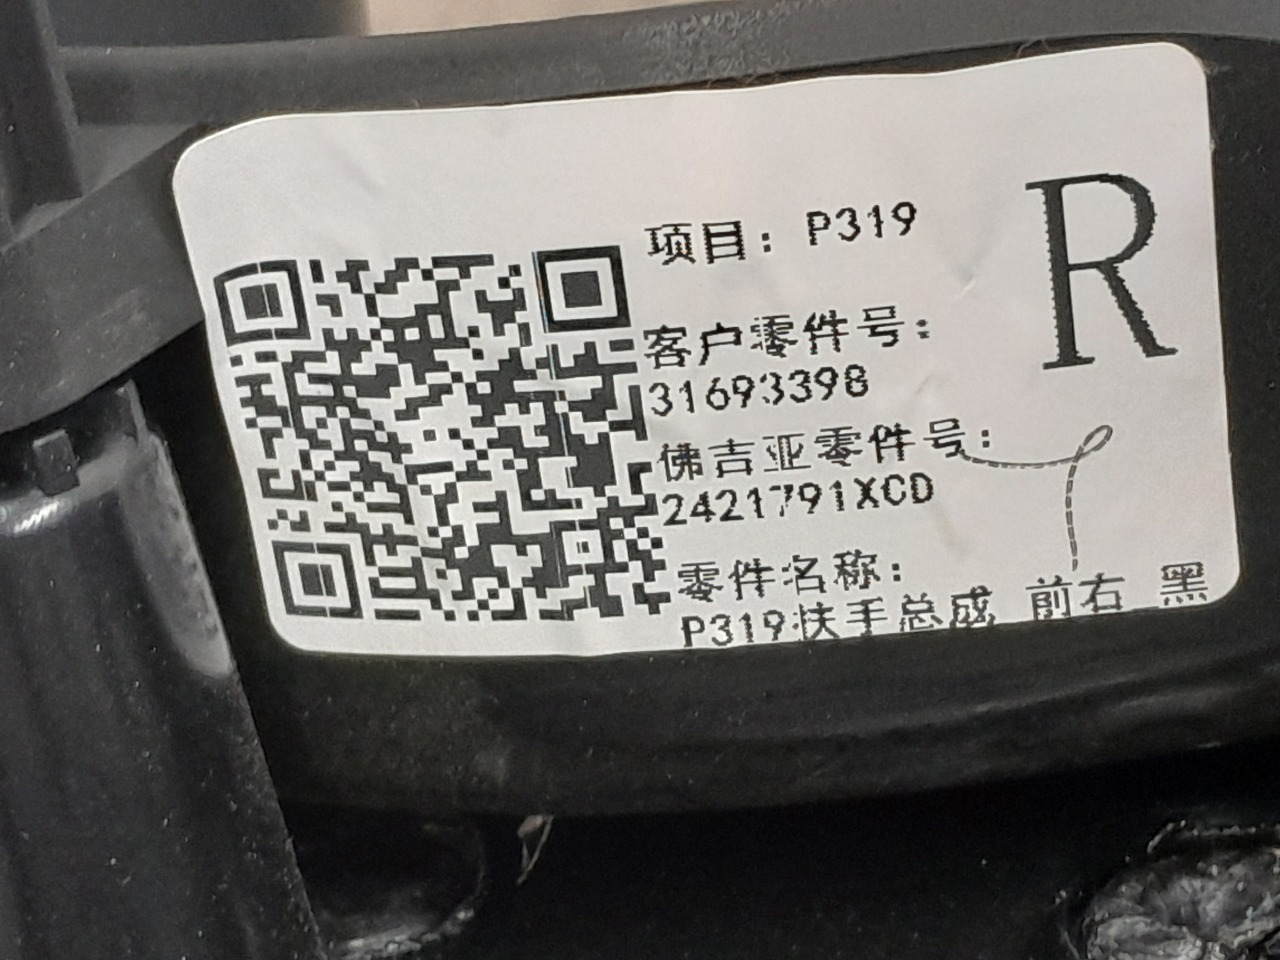 项目：P319
R
客户零件号：
31693398
佛吉亚零件号：
2421791XCD
零件名称：
P319扶手总成 前右 黑